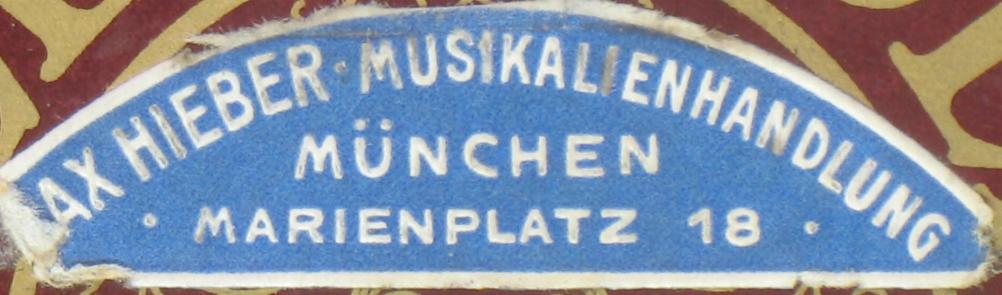 AX HIEBER · MUSIKALIENHANDLUNG
MÜNCHEN
· MARIENPLATZ 18 ·